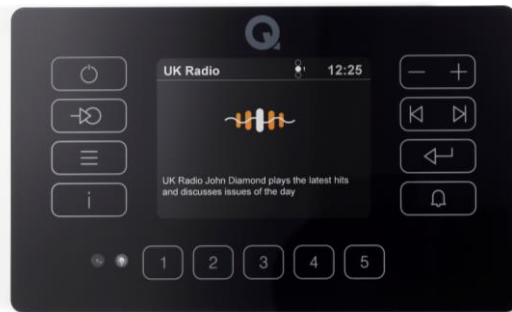 Q
UK Radio 12:25
UK Radio John Diamond plays the latest hits
and discusses issues of the day
i
1 2 3 4 5